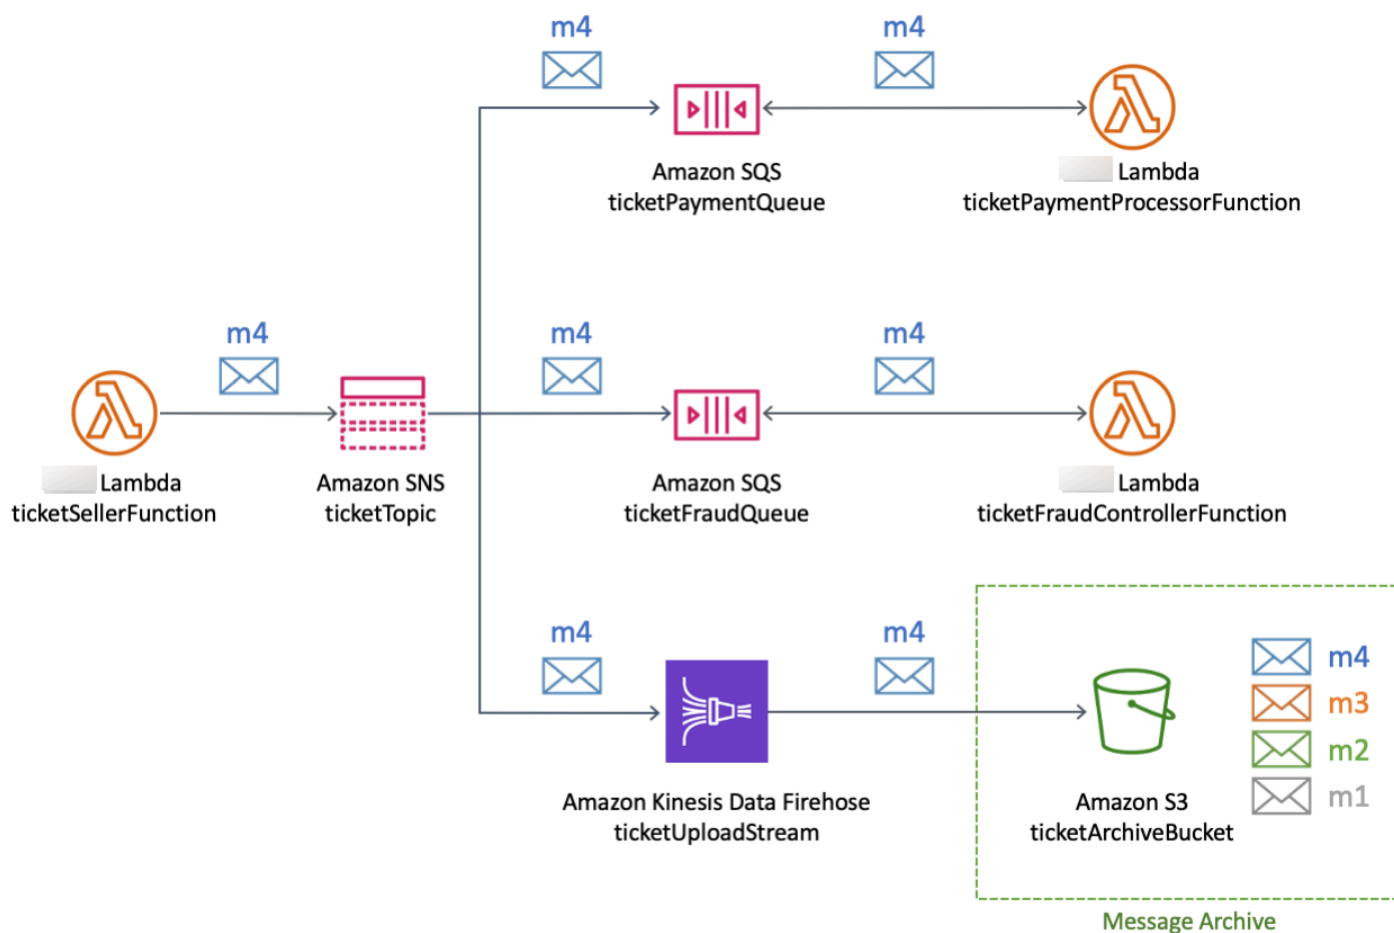 m4
m4
Amazon SQS
ticketPaymentQueue
Lambda
ticketPaymentProcessorFunction
m4
m4
m4
Lambda
ticketSellerFunction
Amazon SNS
ticketTopic
Amazon SQS
ticketFraudQueue
Lambda
ticketFraudControllerFunction
m4
m4
m4
m3
m2
m1
Amazon Kinesis Data Firehose
ticketUploadStream
Amazon S3
ticketArchiveBucket
Message Archive